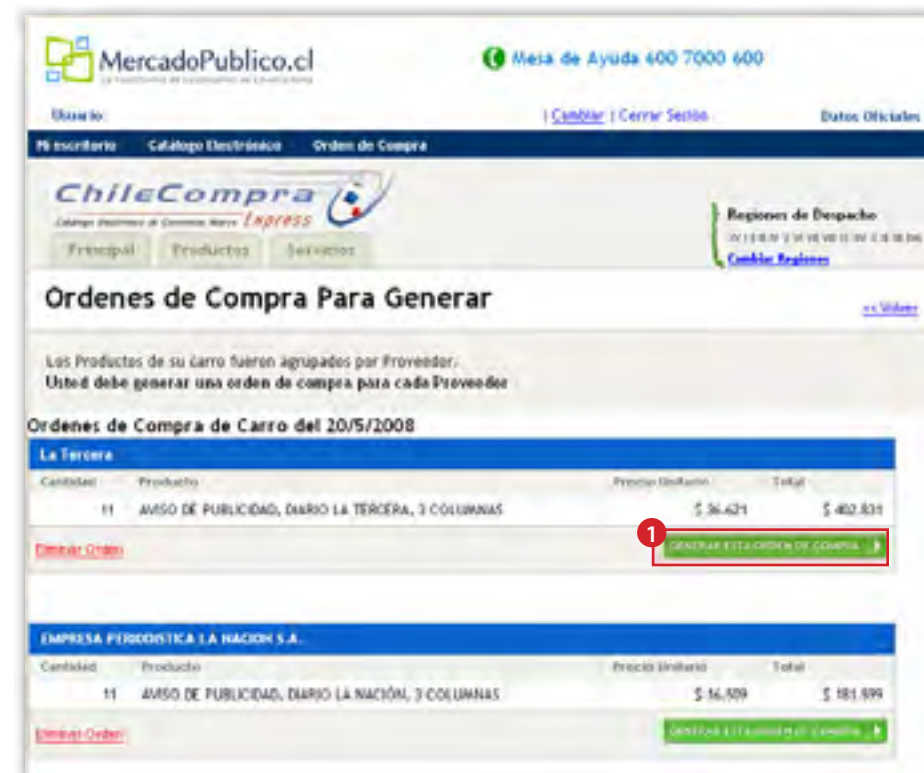 MercadoPublico.cl
Mesa de Ayuda 600 7000 600
Usuario: | Cambiar | Cerrar Sesión Datos Oficiales
Mi escritorio Catálogo Electrónico Orden de Compra
ChileCompra
Express
Principal Productos Servicios
Regiones de Despacho
Cambiar Regiones
Ordenes de Compra Para Generar
<< Volver
Los Productos de su carro fueron agrupados por Proveedor.
Usted debe generar una orden de compra para cada Proveedor
Ordenes de Compra de Carro del 20/5/2008
La Tercera
Cantidad Producto Precio Unitario Total
11 AVISO DE PUBLICIDAD, DIARIO LA TERCERA, 3 COLUMNAS $ 36.621 $ 402.831
Eliminar Orden
1
GENERAR ESTA ORDEN DE COMPRA
EMPRESA PERIODISTICA LA NACION S.A.
Cantidad Producto Precio Unitario Total
11 AVISO DE PUBLICIDAD, DIARIO LA NACIÓN, 3 COLUMNAS $ 16.509 $ 181.599
Eliminar Orden
GENERAR ESTA ORDEN DE COMPRA